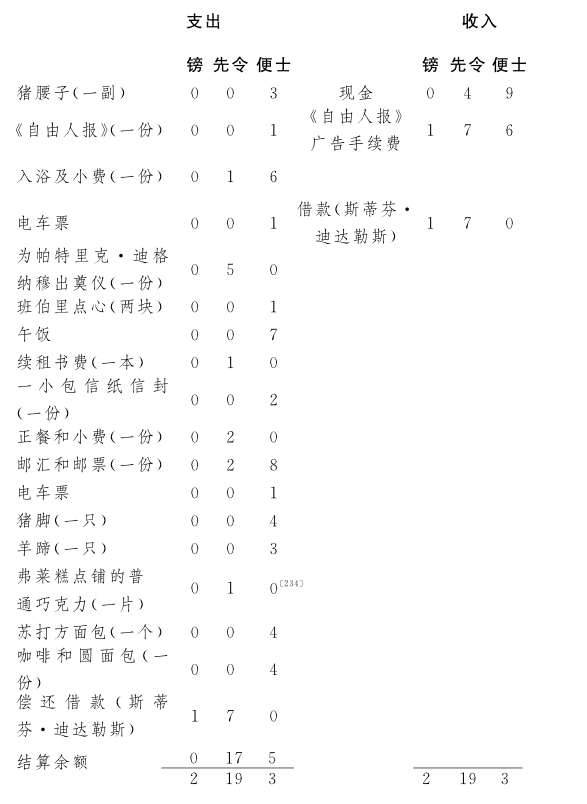 支出 收入
镑 先令 便士 镑 先令 便士
猪腰子(一副) 0 0 3 现金 0 4 9
《自由人报》(一份) 0 0 1 《自由人报》
广告手续费 1 7 6
入浴及小费(一份) 0 1 6
电车票 0 0 1 借款(斯蒂芬·
迪达勒斯) 1 7 0
为帕特里克·迪格
纳穆出奠仪(一份) 0 5 0
班伯里点心(两块) 0 0 1
午饭 0 0 7
续租书费(一本) 0 1 0
一小包信纸信封
(一份) 0 0 2
正餐和小费(一份) 0 2 0
邮汇和邮票(一份) 0 2 8
电车票 0 0 1
猪脚(一只) 0 0 4
羊蹄(一只) 0 0 3
弗莱糕点铺的普
通巧克力(一片) 0 1 0〔234〕
苏打方面包(一个) 0 0 4
咖啡和圆面包(一
份) 0 0 4
偿还借款(斯蒂
芬·迪达勒斯) 1 7 0
结算余额 0 17 5
2 19 3 2 19 3